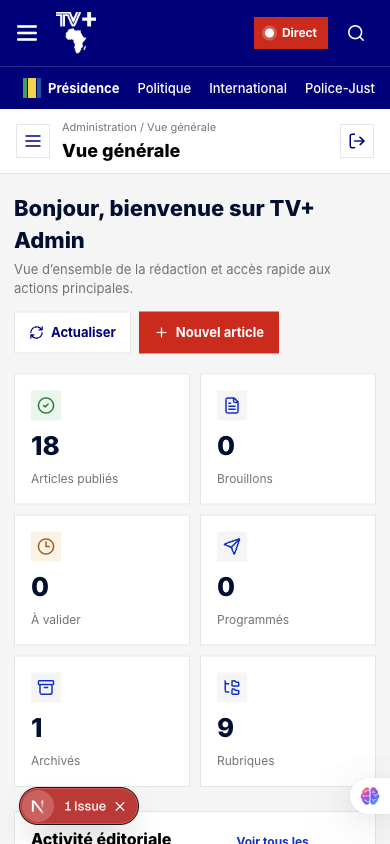 TV+
Direct
Présidence Politique International Police-Just
Administration / Vue générale
Vue générale
Bonjour, bienvenue sur TV+
Admin
Vue d’ensemble de la rédaction et accès rapide aux
actions principales.
Actualiser
Nouvel article
18
Articles publiés
0
Brouillons
0
À valider
0
Programmés
1
Archivés
9
Rubriques
N 1 Issue
Activité éditoriale
Voir tous les